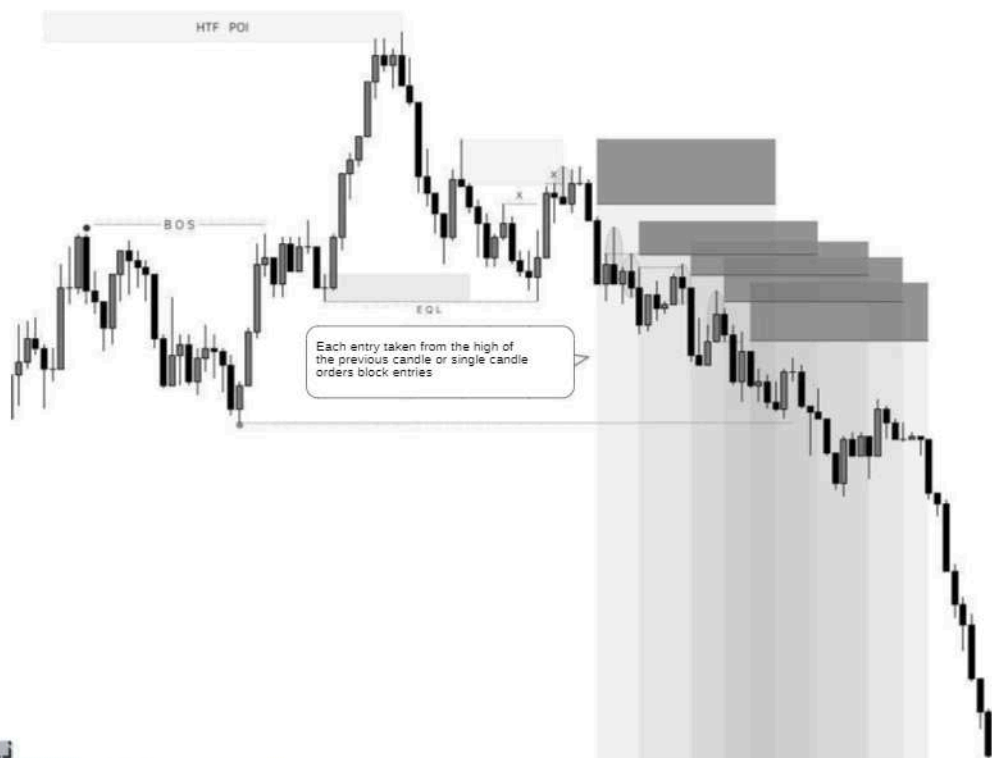 HTF POI
BOS
X
X
EQL
Each entry taken from the high of
the previous candle or single candle
orders block entries